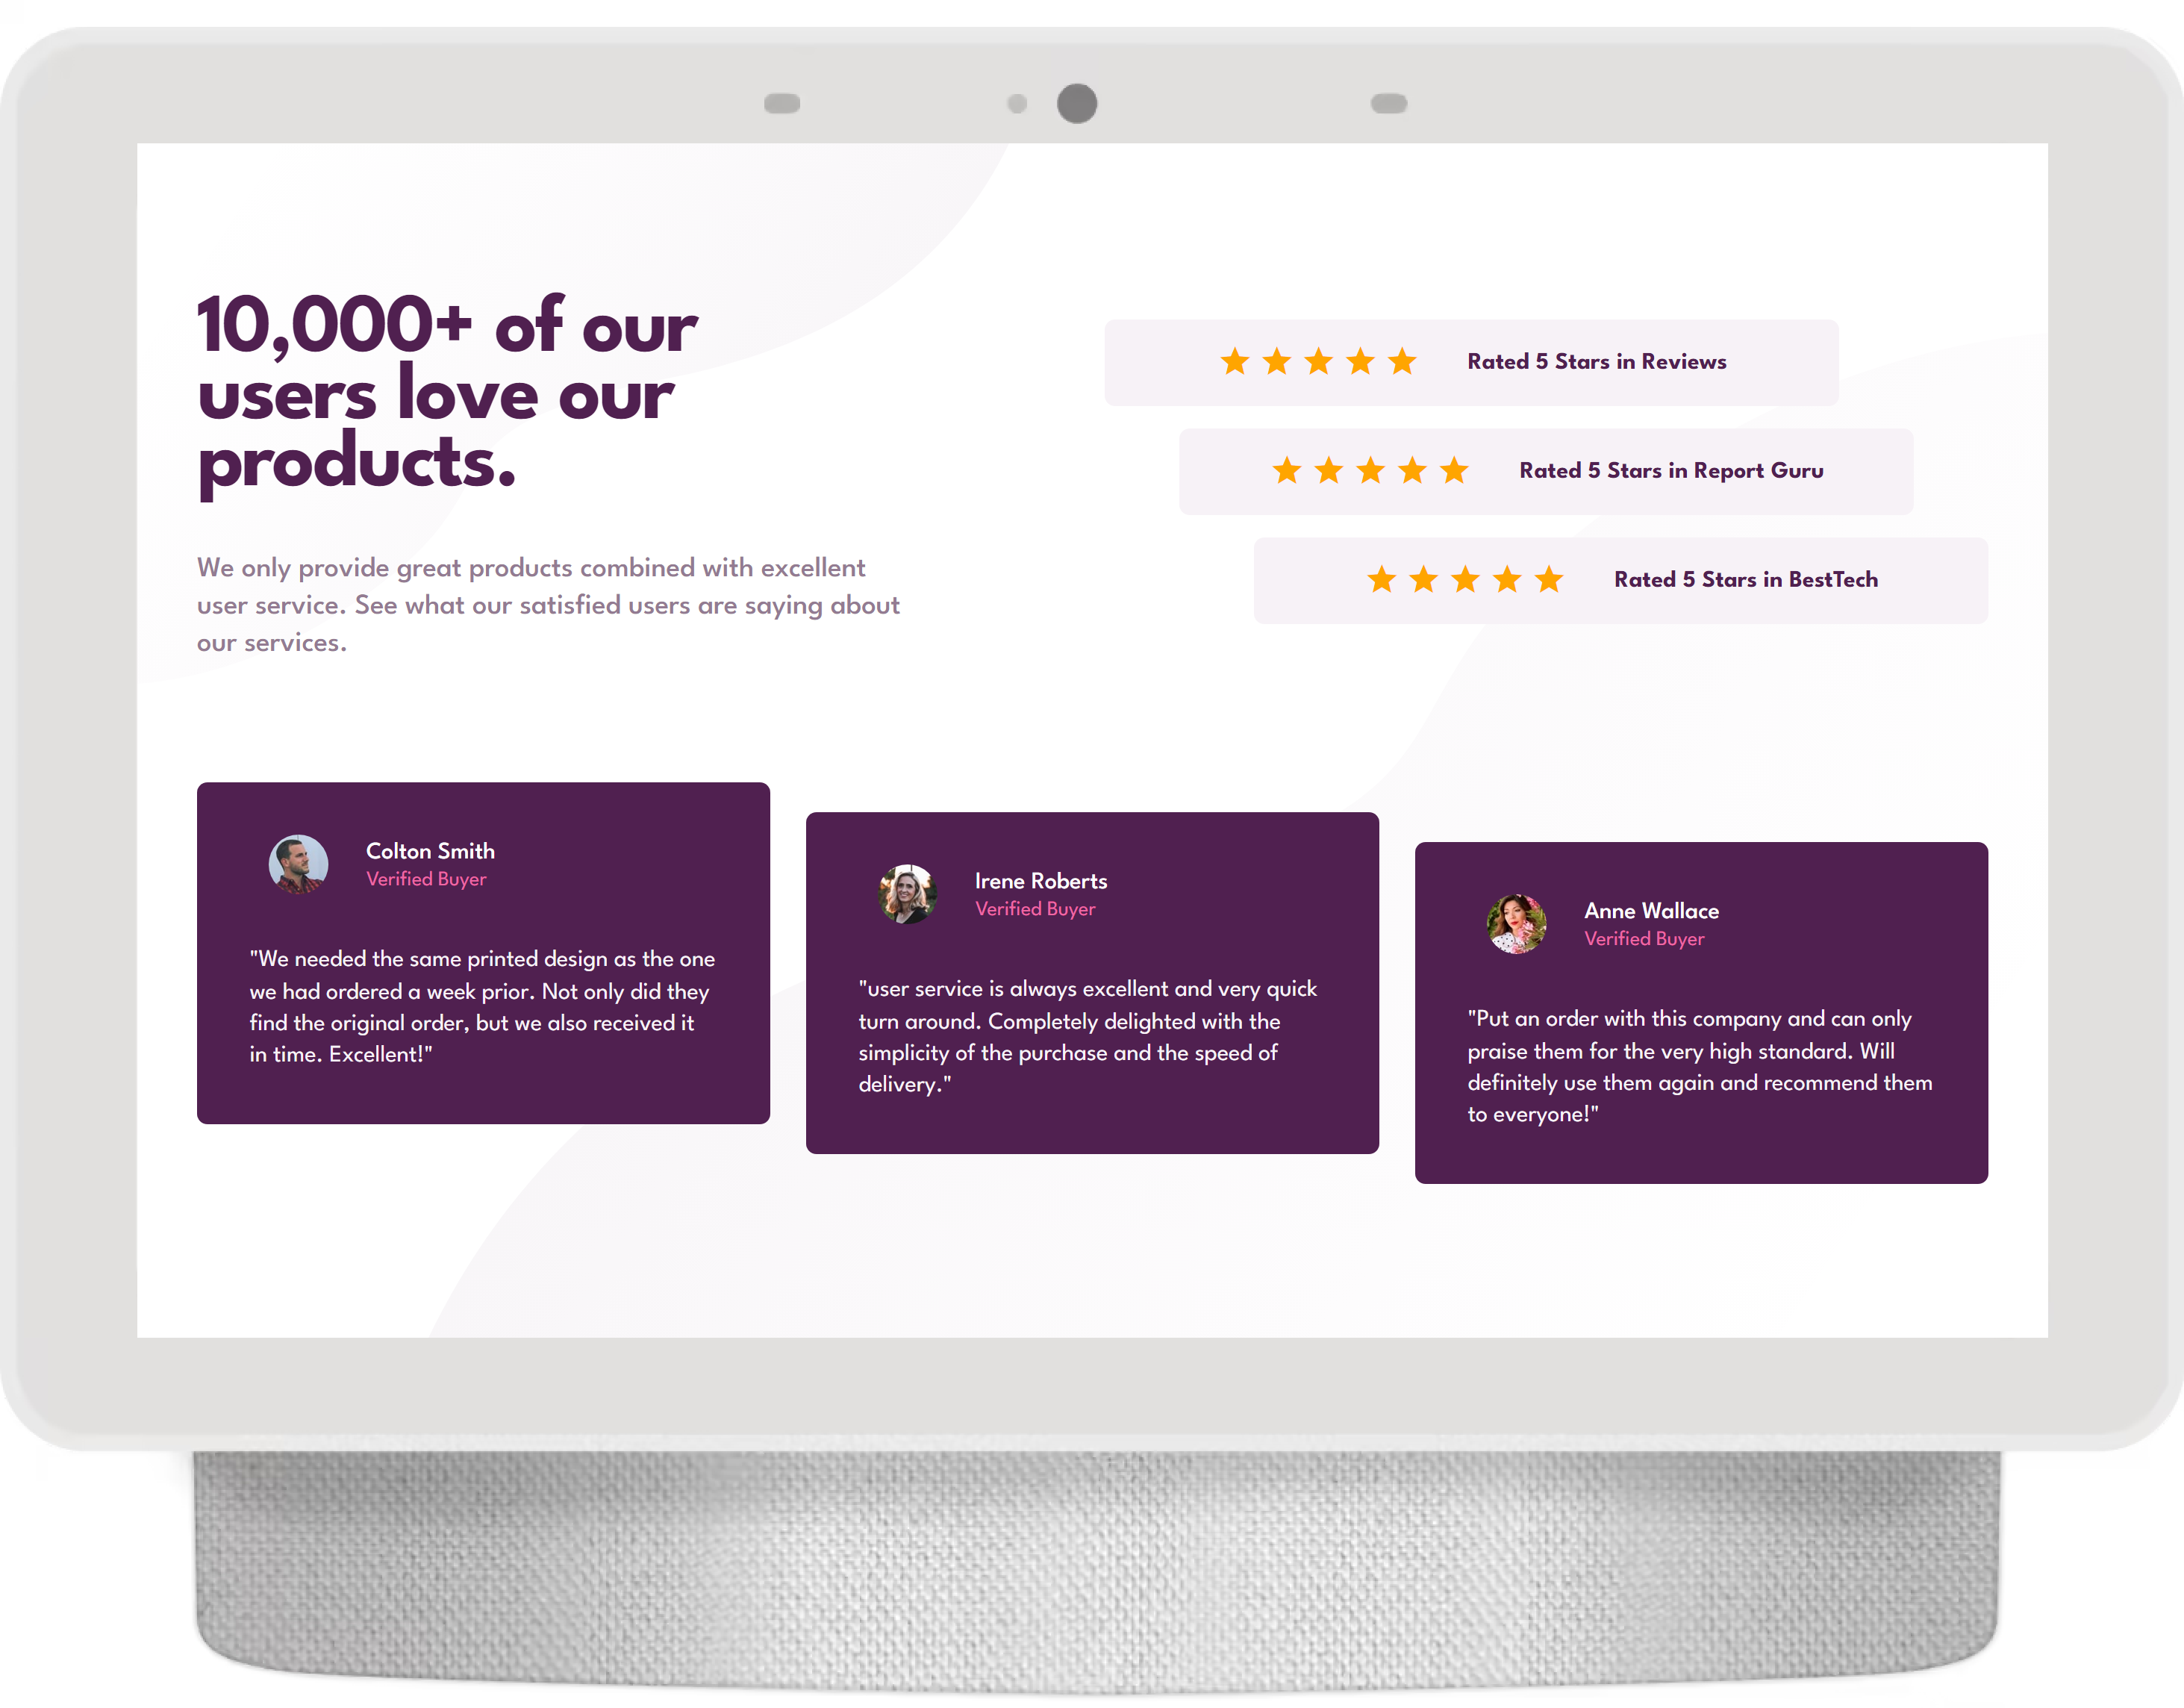 10,000+ of our
users love our
products.
We only provide great products combined with excellent
user service. See what our satisfied users are saying about
our services.
Rated 5 Stars in Reviews
Rated 5 Stars in Report Guru
Rated 5 Stars in BestTech
Colton Smith
Verified Buyer
"We needed the same printed design as the one
we had ordered a week prior. Not only did they
find the original order, but we also received it
in time. Excellent!"
Irene Roberts
Verified Buyer
"user service is always excellent and very quick
turn around. Completely delighted with the
simplicity of the purchase and the speed of
delivery."
Anne Wallace
Verified Buyer
"Put an order with this company and can only
praise them for the very high standard. Will
definitely use them again and recommend them
to everyone!"